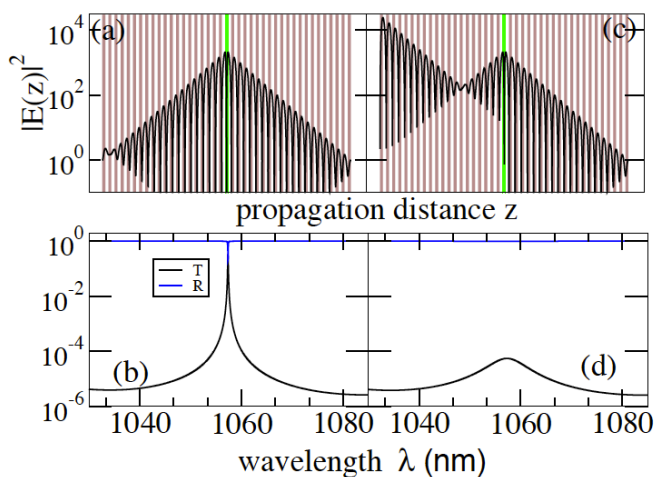 (a) (c)
10^4
10^2
10^0
|E(z)|^2
propagation distance z
10^0
10^-2
10^-4
10^-6
T
R
(b) (d)
1040 1060 1080 1040 1060 1080
wavelength λ (nm)